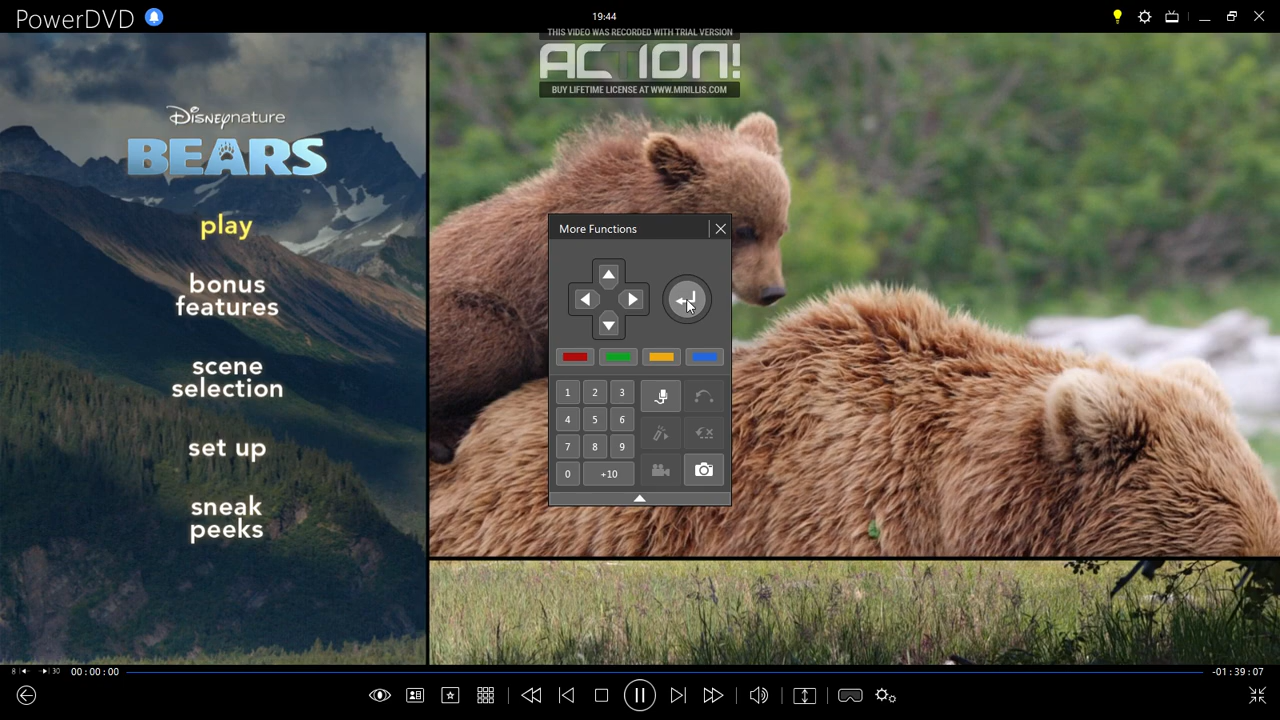 PowerDVD
19:44
THIS VIDEO WAS RECORDED WITH TRIAL VERSION
ACTION!
BUY LIFETIME LICENSE AT WWW.MIRILLIS.COM
Disneynature
BEARS
play
bonus
features
scene
selection
set up
sneak
peeks
More Functions
1 2 3
4 5 6
7 8 9
0 +10
8 30 00:00:00 -01:39:07